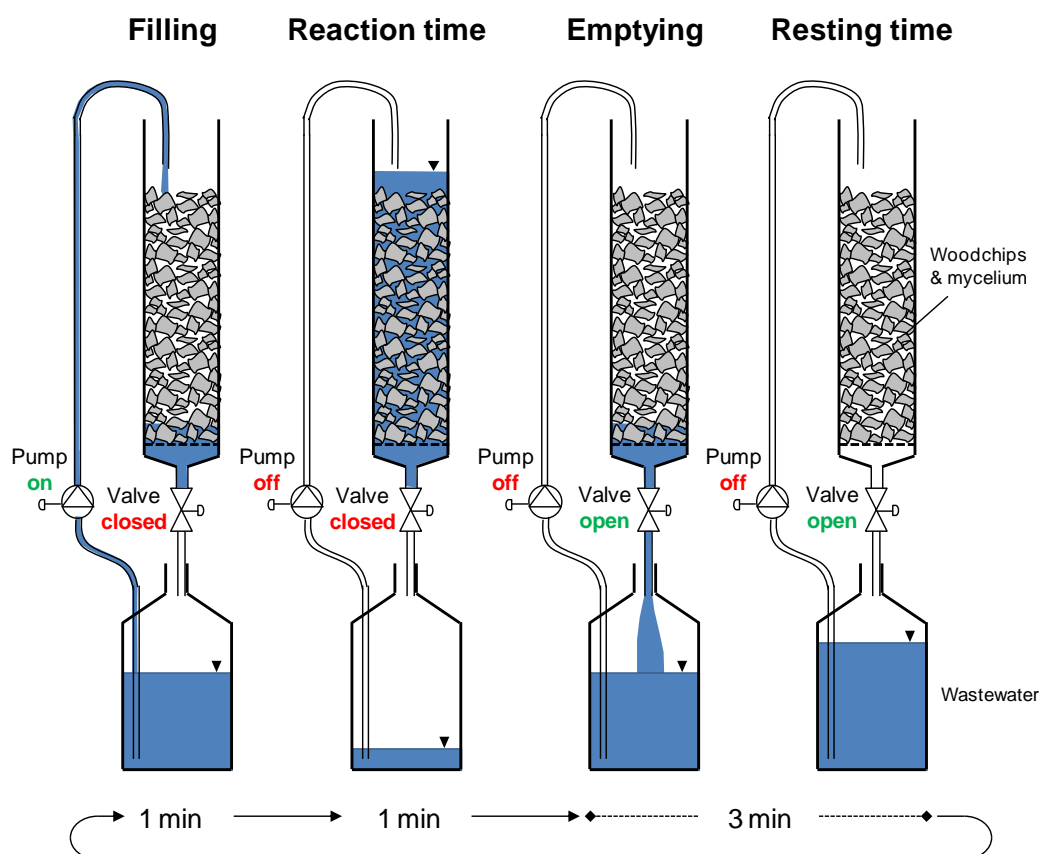 Filling
Reaction time
Emptying
Resting time
Woodchips
& mycelium
Pump
on
Valve
closed
Pump
off
Valve
closed
Pump
off
Valve
open
Pump
off
Valve
open
Wastewater
1 min
1 min
3 min